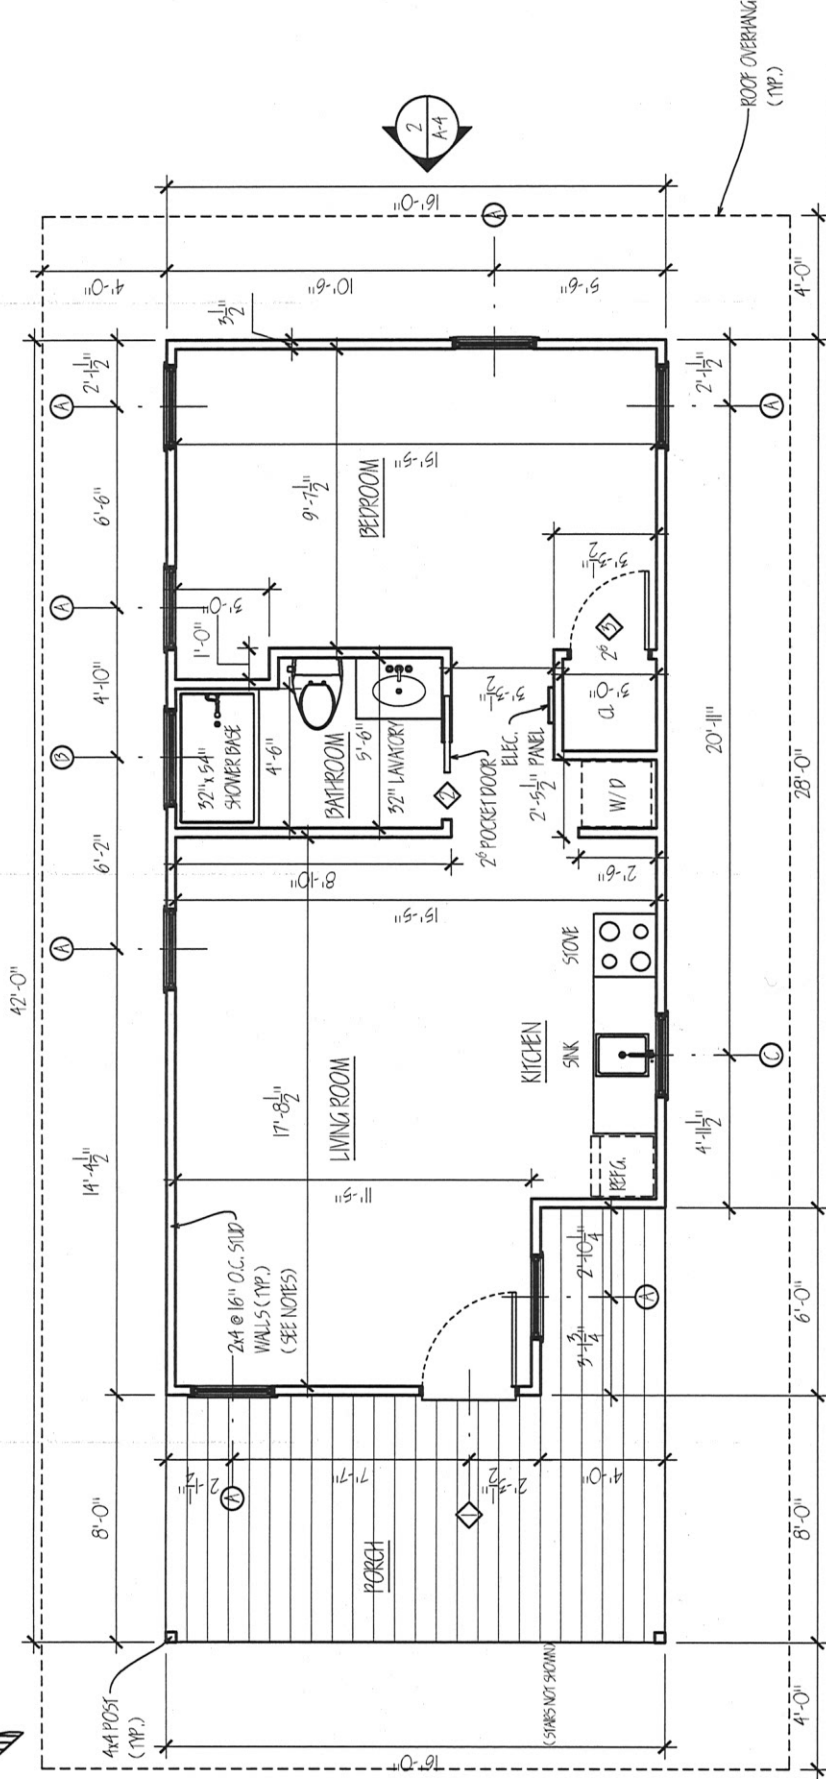 ROOF OVERHANG
(TYP.)
2
A-4
16'-0"
A
4'-0"
10'-6"
5'-6"
4'-0"
3 1/2"
2'-1 1/2"
A
6'-6"
A
4'-10"
B
6'-2"
A
42'-0"
14'-4 1/2"
8'-0"
15'-5"
9'-7 1/2"
BEDROOM
2'-1 1/2"
A
3'-0"
1'-0"
3'-3 1/2"
3
2⁶
3'-0"
CL
3'-3 1/2"
32" x 54"
SHOWER BASE
4'-6"
BATHROOM
5'-6"
32" LAVATORY
2
2⁶ POCKET DOOR
ELEC.
PANEL
2'-5 1/2"
W/D
20'-11"
28'-0"
8'-10"
15'-5"
2'-6"
STOVE
SINK
KITCHEN
REFG.
C
4'-11 1/2"
17'-8 1/2"
LIVING ROOM
11'-5"
2x4 @ 16" O.C. STUD
WALLS (TYP.)
(SEE NOTES)
2'-10 1/4"
A
3'-1 3/4"
6'-0"
2'-1 1/2"
A
7'-7"
2'-3 1/2"
1
4'-0"
8'-0"
PORCH
4x4 POST
(TYP.)
(STAIRS NOT SHOWN)
16'-0"
4'-0"